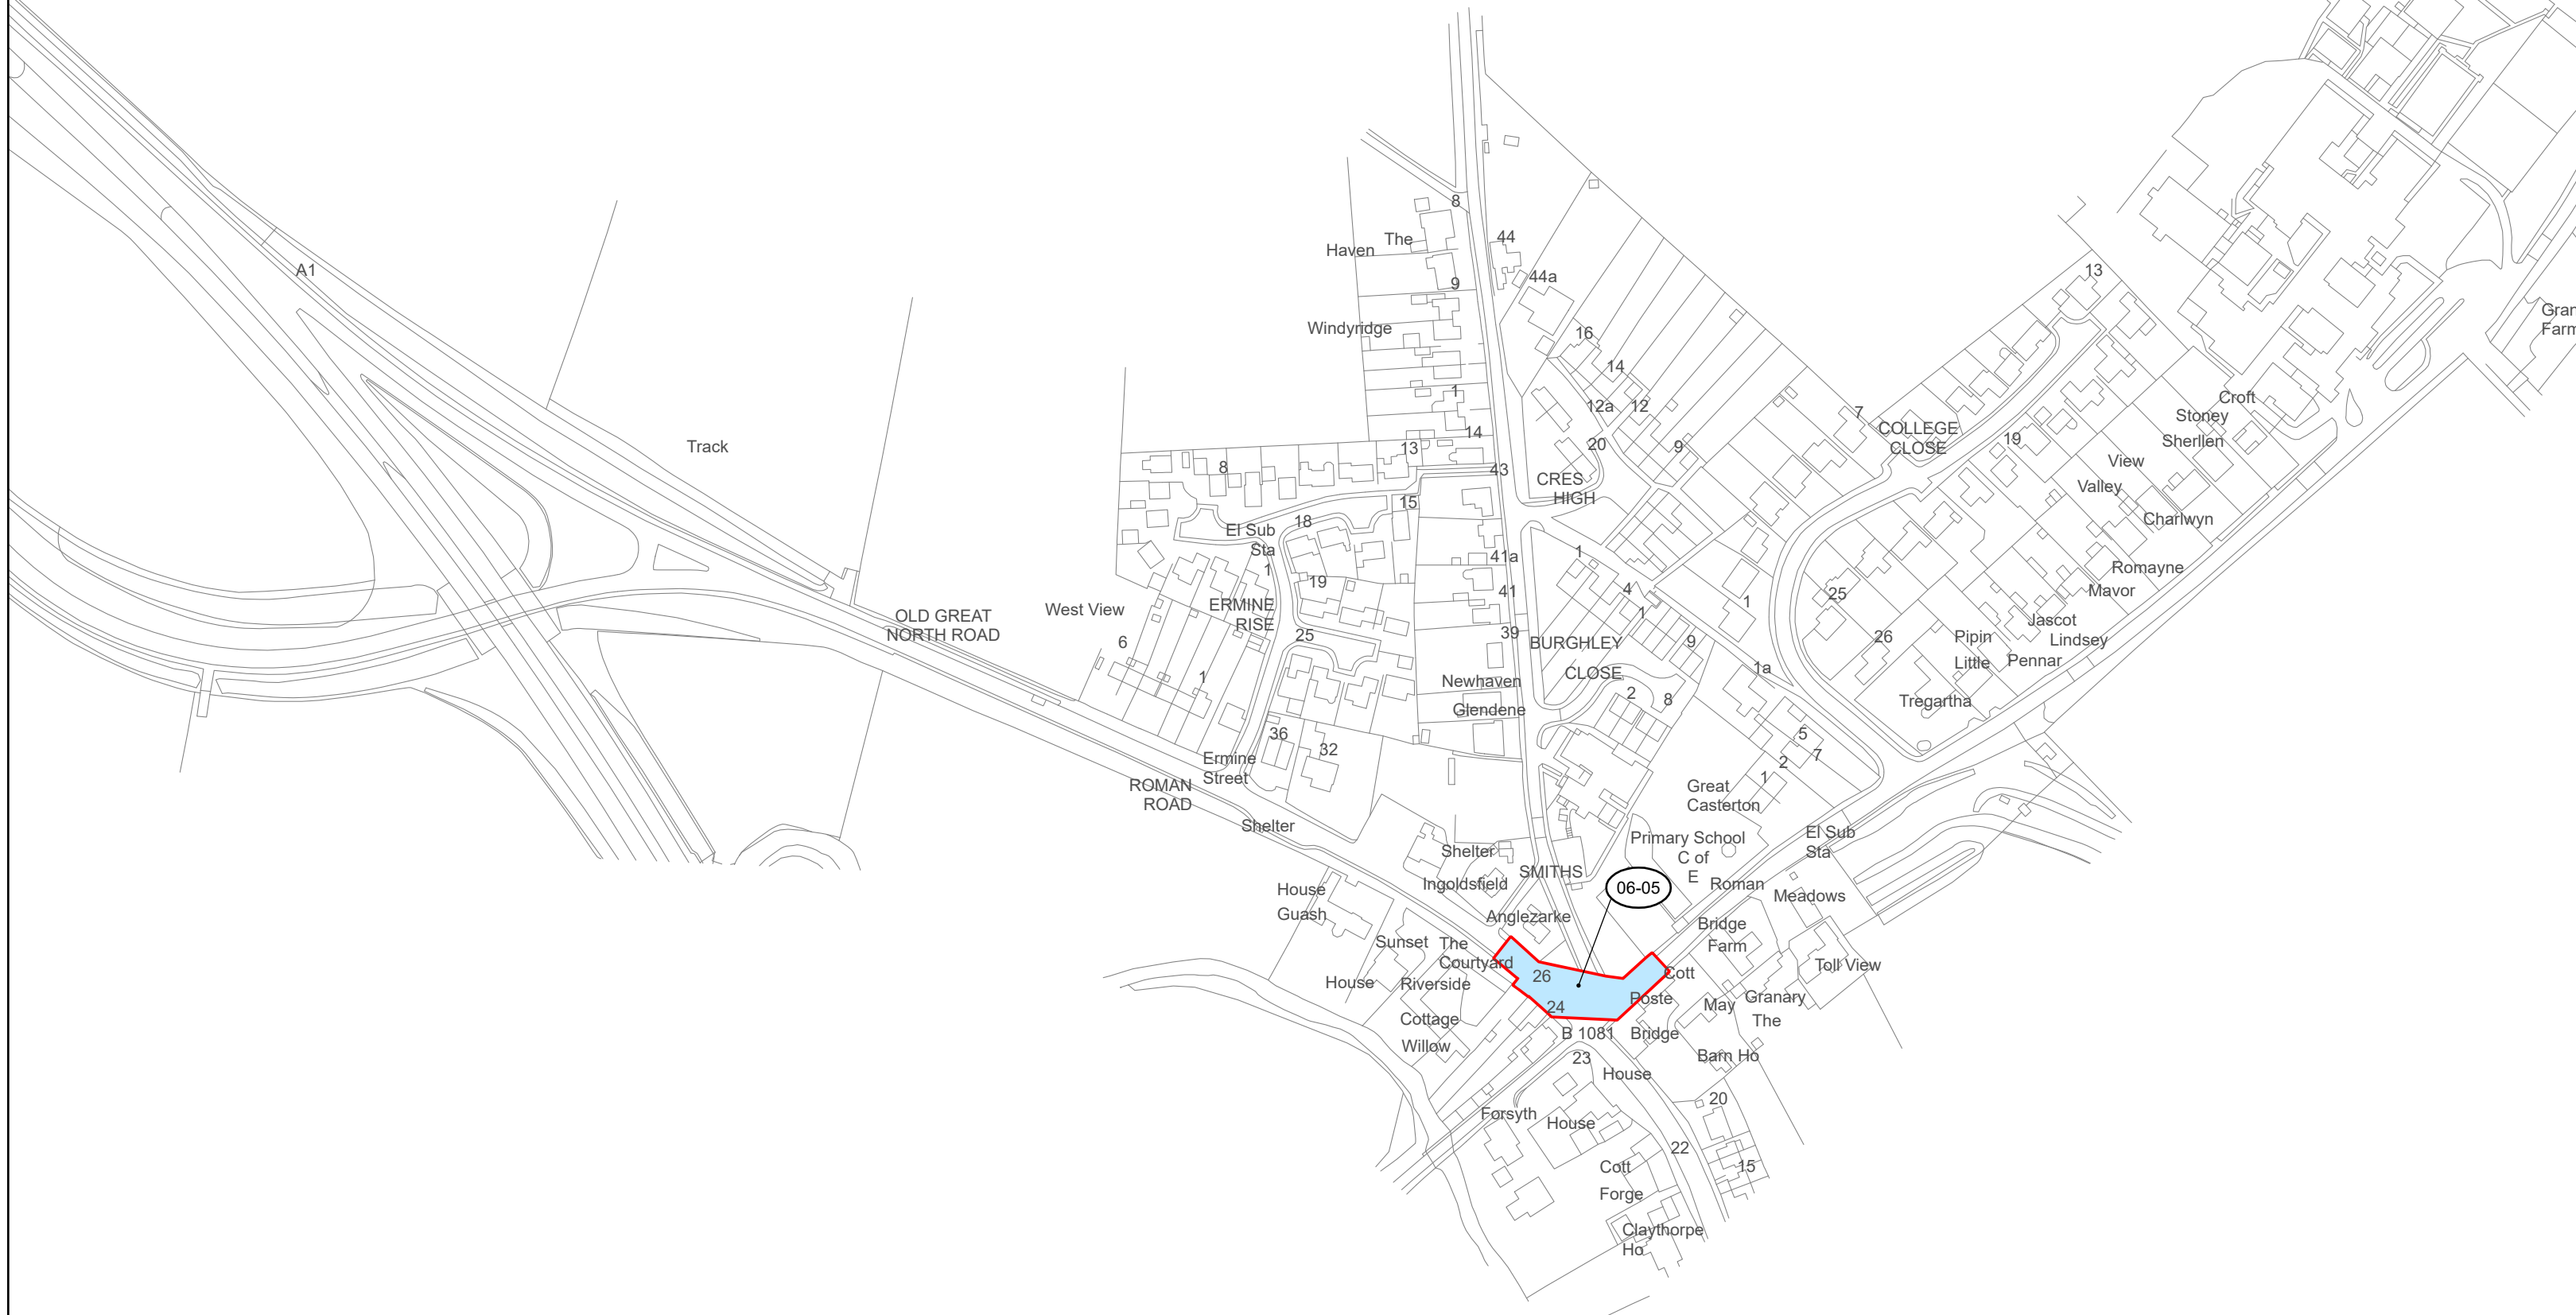 8
The
Haven
44
44a
A1
13
9
Gran
Farm
Windyridge
16
14
1
12a
12
Croft
7
Stoney
COLLEGE
CLOSE
Sherllen
19
14
13
20
9
Track
View
8
43
CRES
HIGH
Valley
15
Charlwyn
18
El Sub
Sta
1
41a
1
Romayne
19
4
41
Mavor
25
1
1
OLD GREAT
NORTH ROAD
West View
ERMINE
RISE
Jascot
6
25
39
BURGHLEY
CLOSE
9
26
Pipin
Little
Lindsey
Pennar
1
1a
Newhaven
2
8
Tregartha
Glendene
36
32
5
7
2
1
Ermine
Street
ROMAN
ROAD
Great
Casterton
Shelter
Primary School
C of
E
El Sub
Sta
Shelter
SMITHS
Ingoldsfield
06-05
Roman
House
Guash
Meadows
Anglezarke
Bridge
Farm
Sunset
The
Courtyard
Toll View
House
Riverside
26
Cott
24
Poste
May
Granary
The
Cottage
Willow
B 1081
Bridge
23
Barn Ho
House
20
Forsyth
House
22
15
Cott
Forge
Claythorpe
Ho